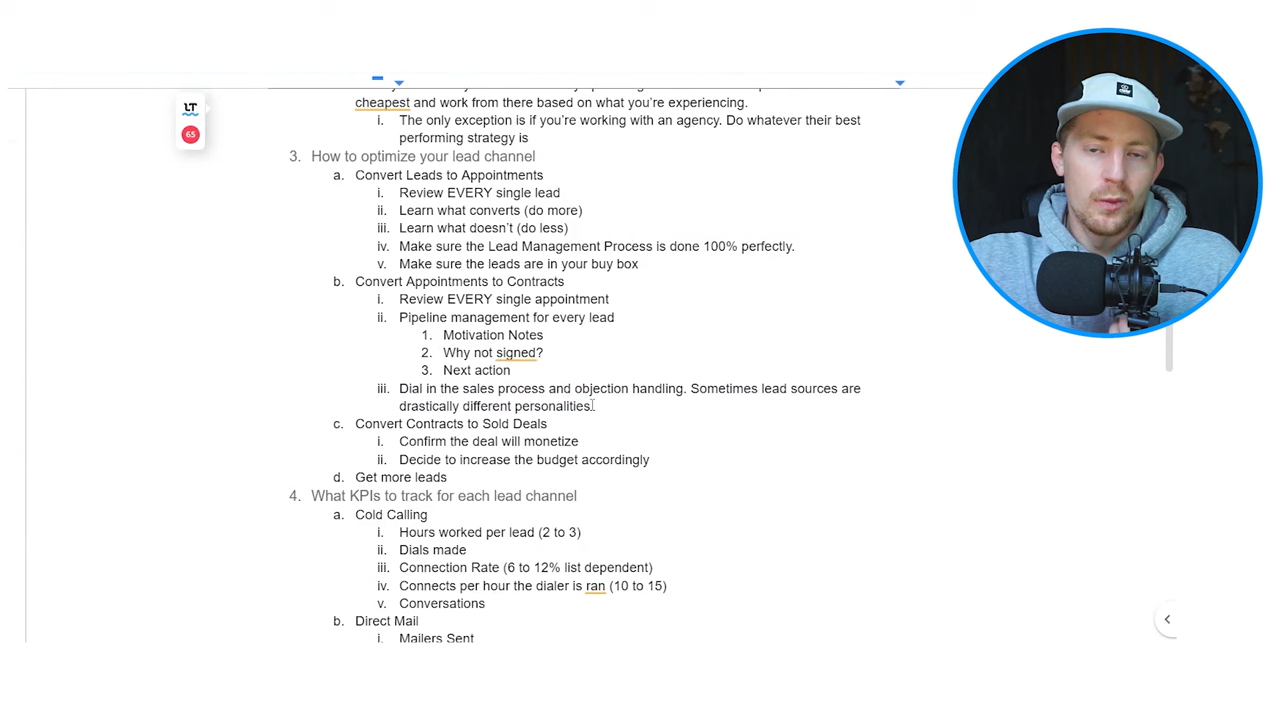 LT
65
cheapest and work from there based on what you're experiencing.
i. The only exception is if you're working with an agency. Do whatever their best
performing strategy is
3. How to optimize your lead channel
a. Convert Leads to Appointments
i. Review EVERY single lead
ii. Learn what converts (do more)
iii. Learn what doesn't (do less)
iv. Make sure the Lead Management Process is done 100% perfectly.
v. Make sure the leads are in your buy box
b. Convert Appointments to Contracts
i. Review EVERY single appointment
ii. Pipeline management for every lead
1. Motivation Notes
2. Why not signed?
3. Next action
iii. Dial in the sales process and objection handling. Sometimes lead sources are
drastically different personalities.
c. Convert Contracts to Sold Deals
i. Confirm the deal will monetize
ii. Decide to increase the budget accordingly
d. Get more leads
4. What KPIs to track for each lead channel
a. Cold Calling
i. Hours worked per lead (2 to 3)
ii. Dials made
iii. Connection Rate (6 to 12% list dependent)
iv. Connects per hour the dialer is ran (10 to 15)
v. Conversations
b. Direct Mail
i. Mailers Sent